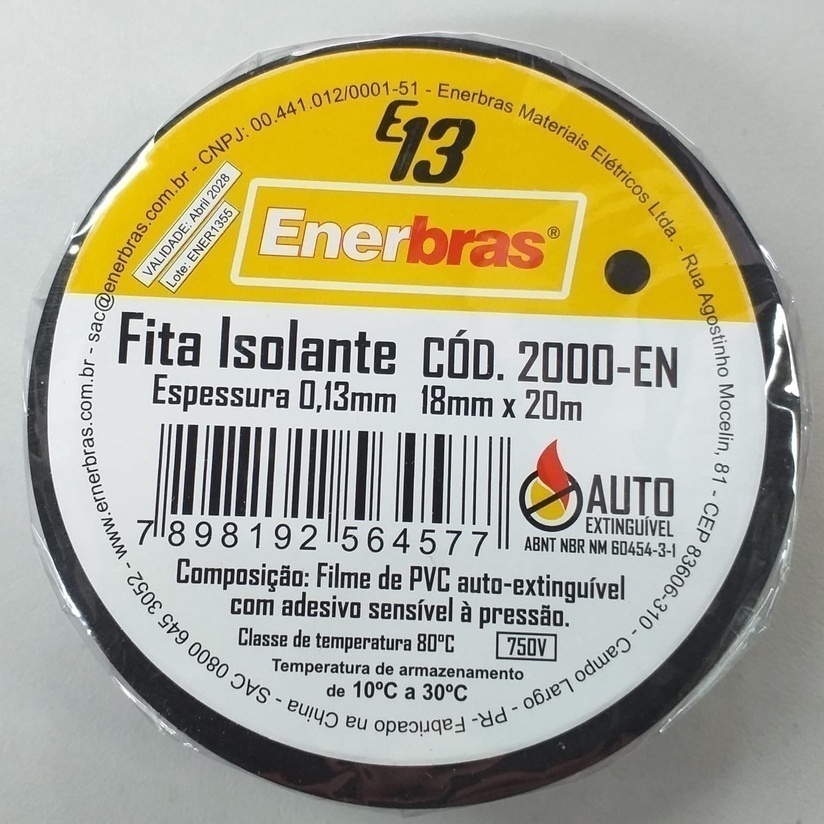 sac@enerbras.com.br - CNPJ: 00.441.012/0001-51 - Enerbras Materiais Elétricos Ltda. - Rua Agostinho Mocelin, 81 - CEP 83606-310 - Campo Largo - PR - Fabricado na China - SAC 0800 645 3052 - www.ernerbras.com.br -
E13
VALIDADE: Abril 2028
Lote: ENER1355
Enerbras®
Fita Isolante CÓD. 2000-EN
Espessura 0,13mm 18mm x 20m
AUTO
EXTINGUÍVEL
ABNT NBR NM 60454-3-1
7 898192 564577
Composição: Filme de PVC auto-extinguível
com adesivo sensível à pressão.
Classe de temperatura 80ºC 750V
Temperatura de armazenamento
de 10ºC a 30ºC